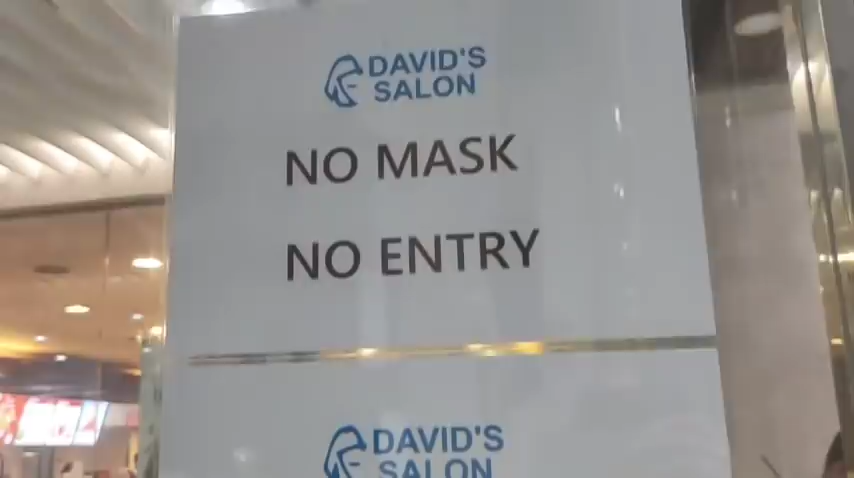 DAVID'S
SALON
NO MASK
NO ENTRY
DAVID'S
SALON